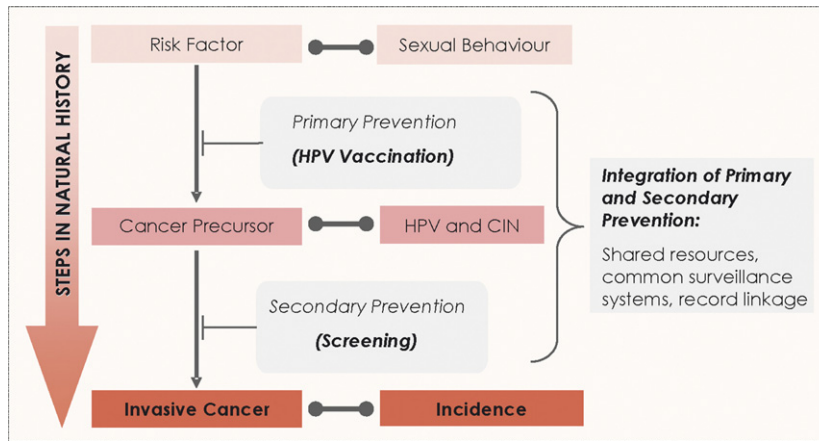 STEPS IN NATURAL HISTORY
Risk Factor
Sexual Behaviour
Primary Prevention
(HPV Vaccination)
Cancer Precursor
HPV and CIN
Secondary Prevention
(Screening)
Invasive Cancer
Incidence
Integration of Primary
and Secondary
Prevention:
Shared resources,
common surveillance
systems, record linkage